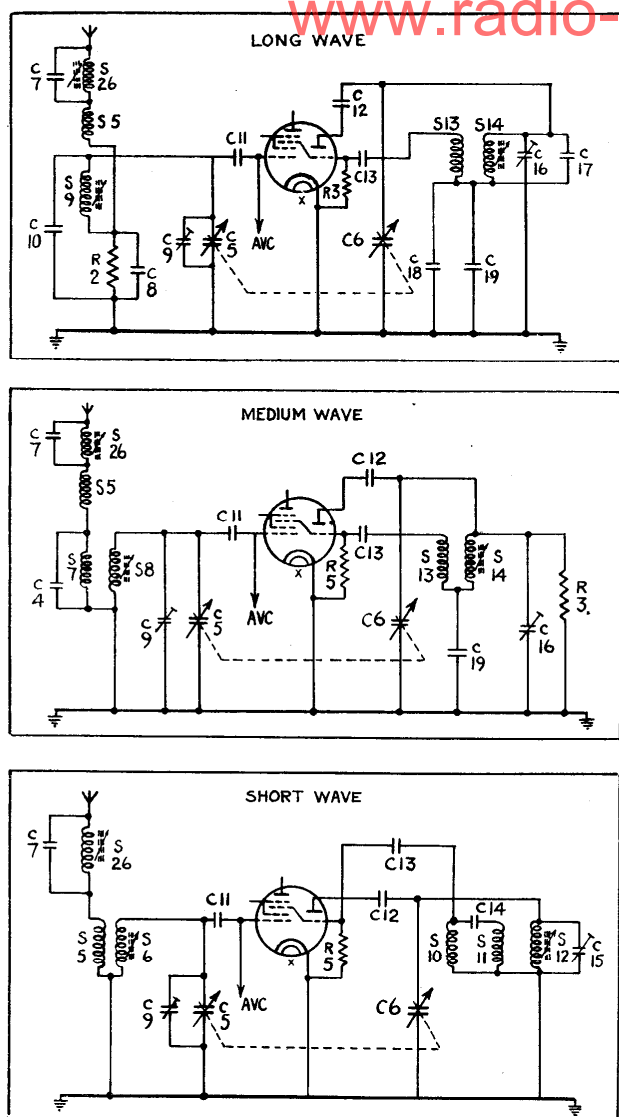 www.radio-
LONG WAVE
C 7
S 26
S5
C11
C 12
S13
S14
C 16
C 17
S 9
C13
R3
X
C 10
R 2
C 8
C 9
C 5
AVC
C6
C 18
C 19
MEDIUM WAVE
C 7
S 26
S5
C12
C11
C13
S 7
S8
C 4
X
R 5
S 13
S 14
R 3.
C 9
C 5
AVC
C6
C 16
C 19
SHORT WAVE
C 7
S 26
C13
C11
C12
C14
S 5
S 6
X
R 5
S 10
S 11
S 12
C 15
C 9
C 5
AVC
C6